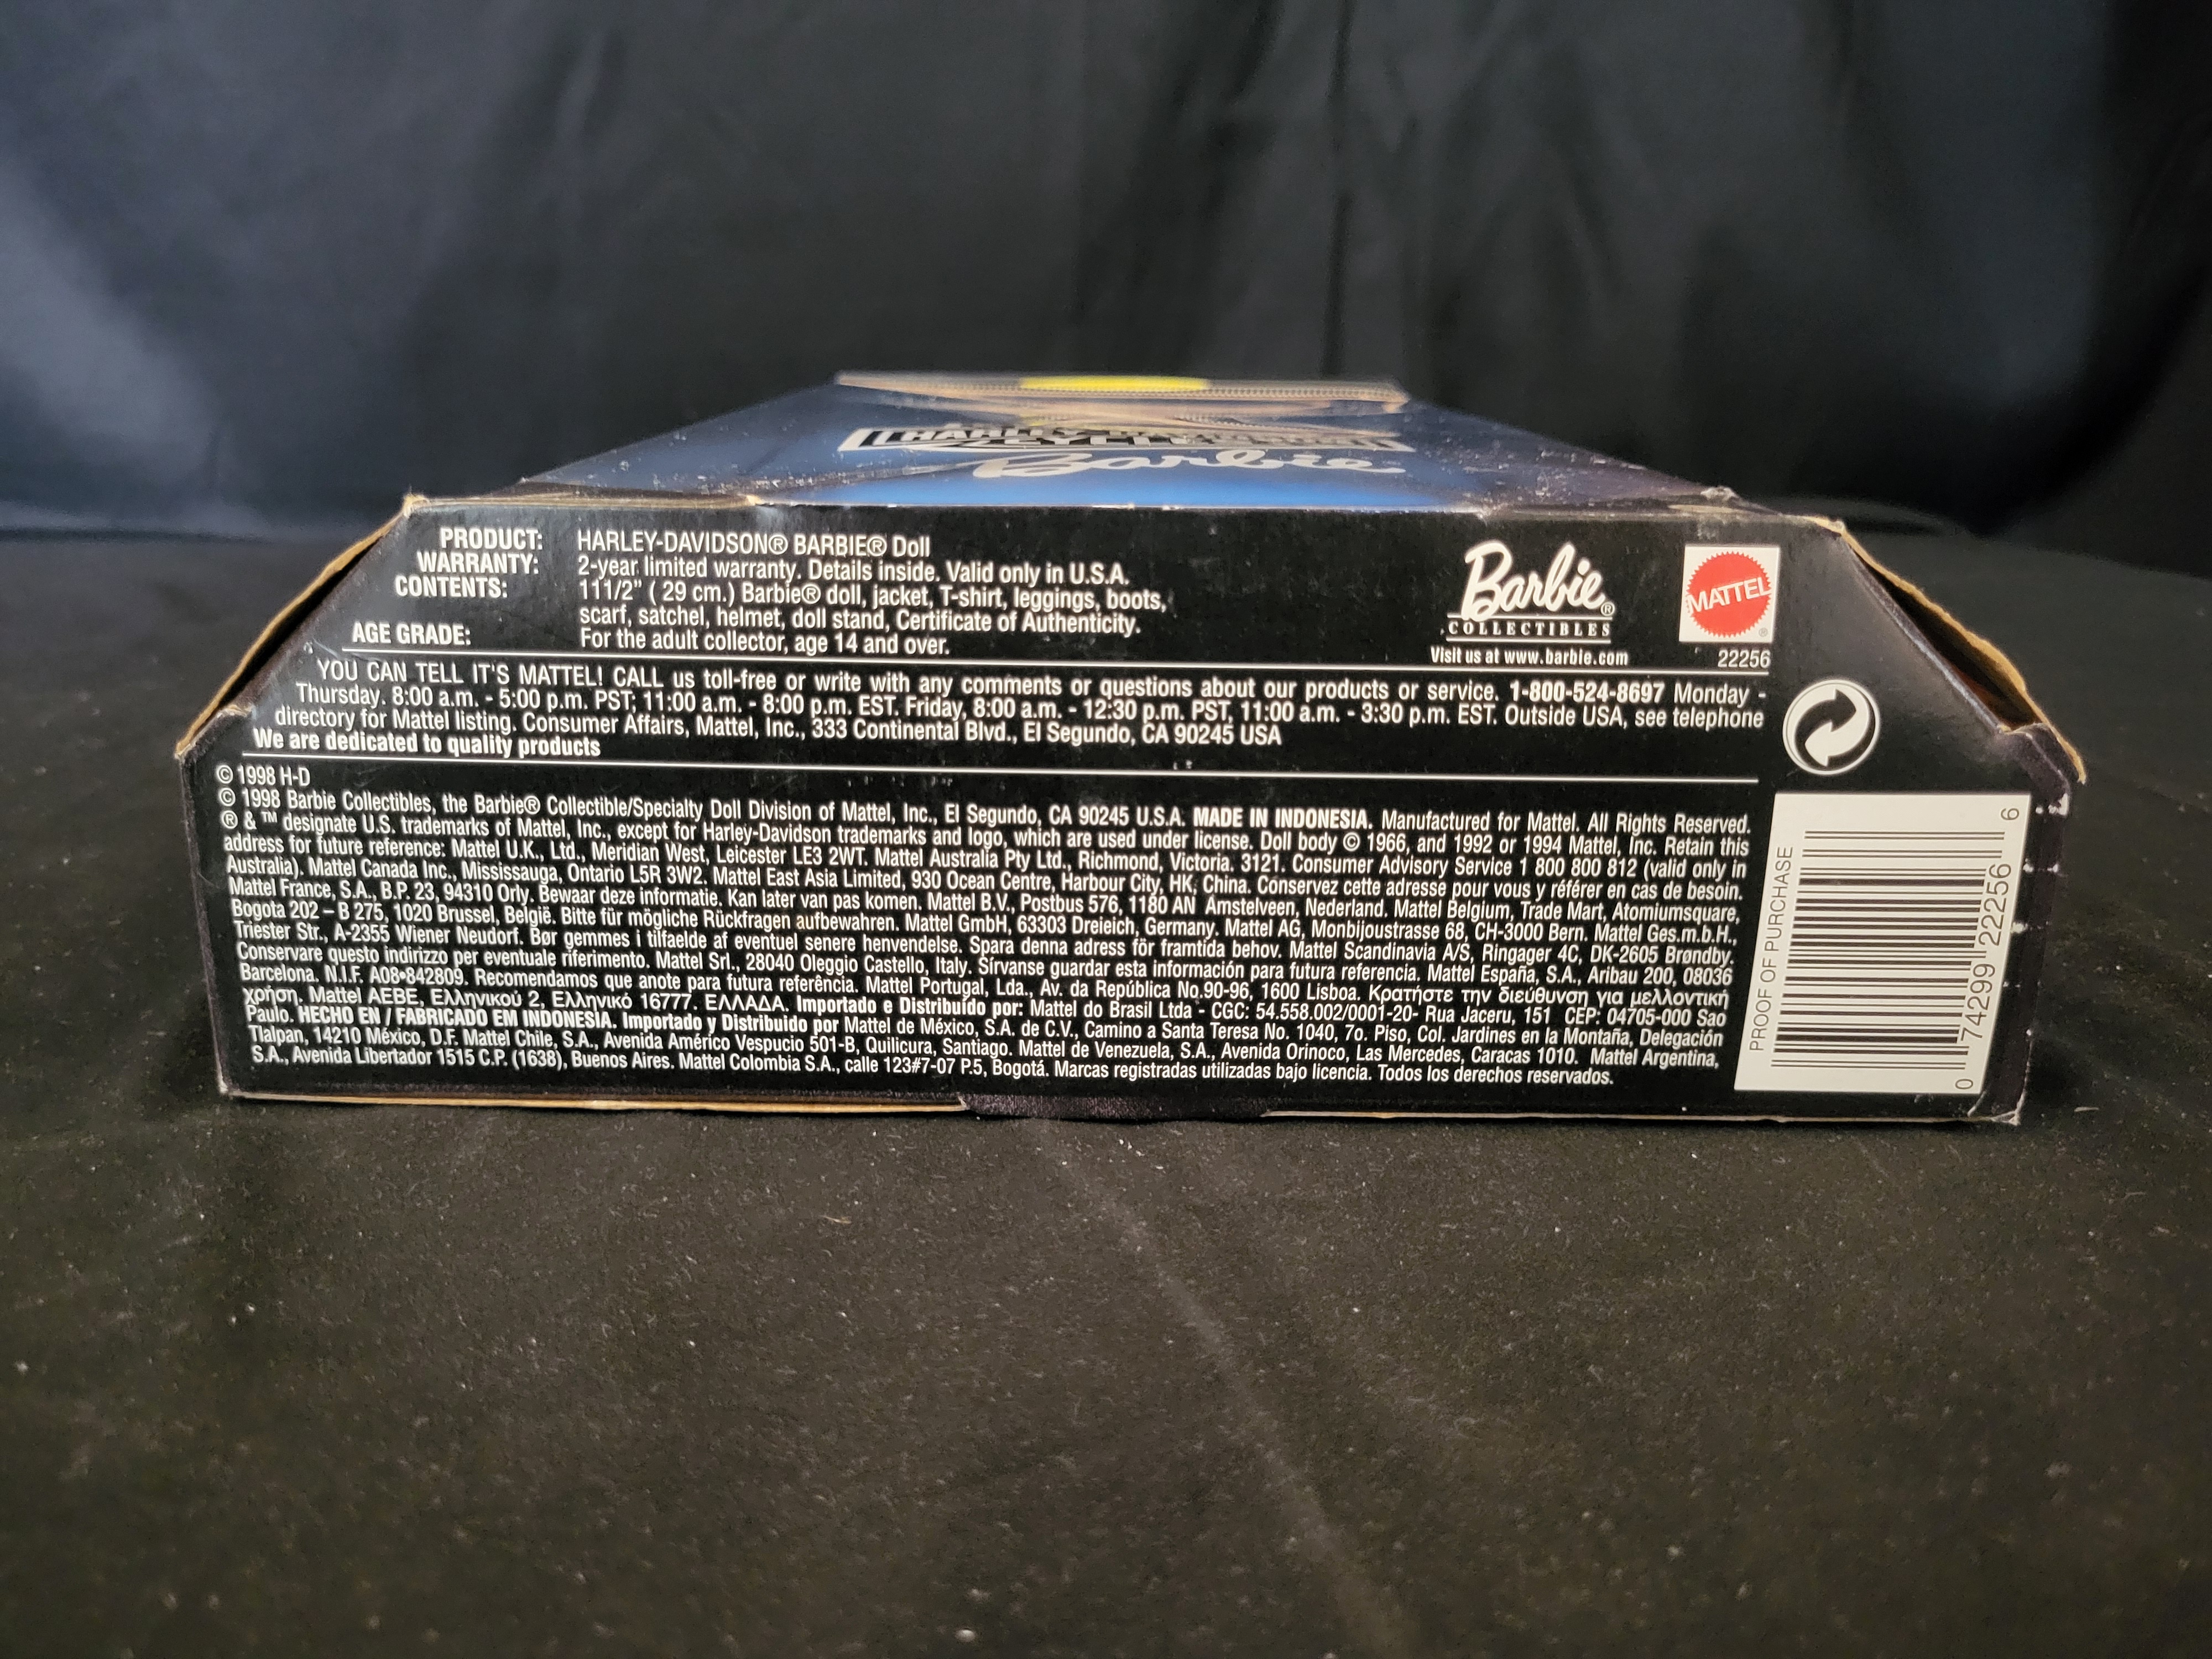 HARLEY-DAVIDSON
Barbie
PRODUCT: HARLEY-DAVIDSON® BARBIE® Doll
WARRANTY: 2-year limited warranty. Details inside. Valid only in U.S.A.
CONTENTS: 111/2" ( 29 cm.) Barbie® doll, jacket, T-shirt, leggings, boots,
scarf, satchel, helmet, doll stand, Certificate of Authenticity.
AGE GRADE: For the adult collector, age 14 and over.
Barbie®
COLLECTIBLES
Visit us at www.barbie.com
MATTEL®
22256
YOU CAN TELL IT'S MATTEL! CALL us toll-free or write with any comments or questions about our products or service. 1-800-524-8697 Monday -
Thursday. 8:00 a.m. - 5:00 p.m. PST; 11:00 a.m. - 8:00 p.m. EST. Friday, 8:00 a.m. - 12:30 p.m. PST, 11:00 a.m. - 3:30 p.m. EST. Outside USA, see telephone
directory for Mattel listing. Consumer Affairs, Mattel, Inc., 333 Continental Blvd., El Segundo, CA 90245 USA
We are dedicated to quality products
© 1998 H-D
© 1998 Barbie Collectibles, the Barbie® Collectible/Specialty Doll Division of Mattel, Inc., El Segundo, CA 90245 U.S.A. MADE IN INDONESIA. Manufactured for Mattel. All Rights Reserved.
® & ™ designate U.S. trademarks of Mattel, Inc., except for Harley-Davidson trademarks and logo, which are used under license. Doll body © 1966, and 1992 or 1994 Mattel, Inc. Retain this
address for future reference: Mattel U.K., Ltd., Meridian West, Leicester LE3 2WT. Mattel Australia Pty Ltd., Richmond, Victoria. 3121. Consumer Advisory Service 1 800 800 812 (valid only in
Australia). Mattel Canada Inc., Mississauga, Ontario L5R 3W2. Mattel East Asia Limited, 930 Ocean Centre, Harbour City, HK, China. Conservez cette adresse pour vous y référer en cas de besoin.
Mattel France, S.A., B.P. 23, 94310 Orly. Bewaar deze informatie. Kan later van pas komen. Mattel B.V., Postbus 576, 1180 AN Amstelveen, Nederland. Mattel Belgium, Trade Mart, Atomiumsquare,
Bogota 202 – B 275, 1020 Brussel, België. Bitte für mögliche Rückfragen aufbewahren. Mattel GmbH, 63303 Dreieich, Germany. Mattel AG, Monbijoustrasse 68, CH-3000 Bern. Mattel Ges.m.b.H.,
Triester Str., A-2355 Wiener Neudorf. Bør gemmes i tilfaelde af eventuel senere henvendelse. Spara denna adress för framtida behov. Mattel Scandinavia A/S, Ringager 4C, DK-2605 Brøndby.
Conservare questo indirizzo per eventuale riferimento. Mattel Srl., 28040 Oleggio Castello, Italy. Sírvanse guardar esta información para futura referencia. Mattel España, S.A., Aribau 200, 08036
Barcelona. N.I.F. A08•842809. Recomendamos que anote para futura referência. Mattel Portugal, Lda., Av. da República No.90-96, 1600 Lisboa. Κρατήστε την διεύθυνση για μελλοντική
χρήση. Mattel AEBE, Ελληνικού 2, Ελληνικό 16777. ΕΛΛΑΔΑ. Importado e Distribuído por: Mattel do Brasil Ltda - CGC: 54.558.002/0001-20- Rua Jaceru, 151 CEP: 04705-000 Sao
Paulo. HECHO EN / FABRICADO EM INDONESIA. Importado y Distribuido por Mattel de México, S.A. de C.V., Camino a Santa Teresa No. 1040, 7o. Piso, Col. Jardines en la Montaña, Delegación
Tlalpan, 14210 México, D.F. Mattel Chile, S.A., Avenida Américo Vespucio 501-B, Quilicura, Santiago. Mattel de Venezuela, S.A., Avenida Orinoco, Las Mercedes, Caracas 1010. Mattel Argentina,
S.A., Avenida Libertador 1515 C.P. (1638), Buenos Aires. Mattel Colombia S.A., calle 123#7-07 P.5, Bogotá. Marcas registradas utilizadas bajo licencia. Todos los derechos reservados.
PROOF OF PURCHASE
0 74299 22256 6